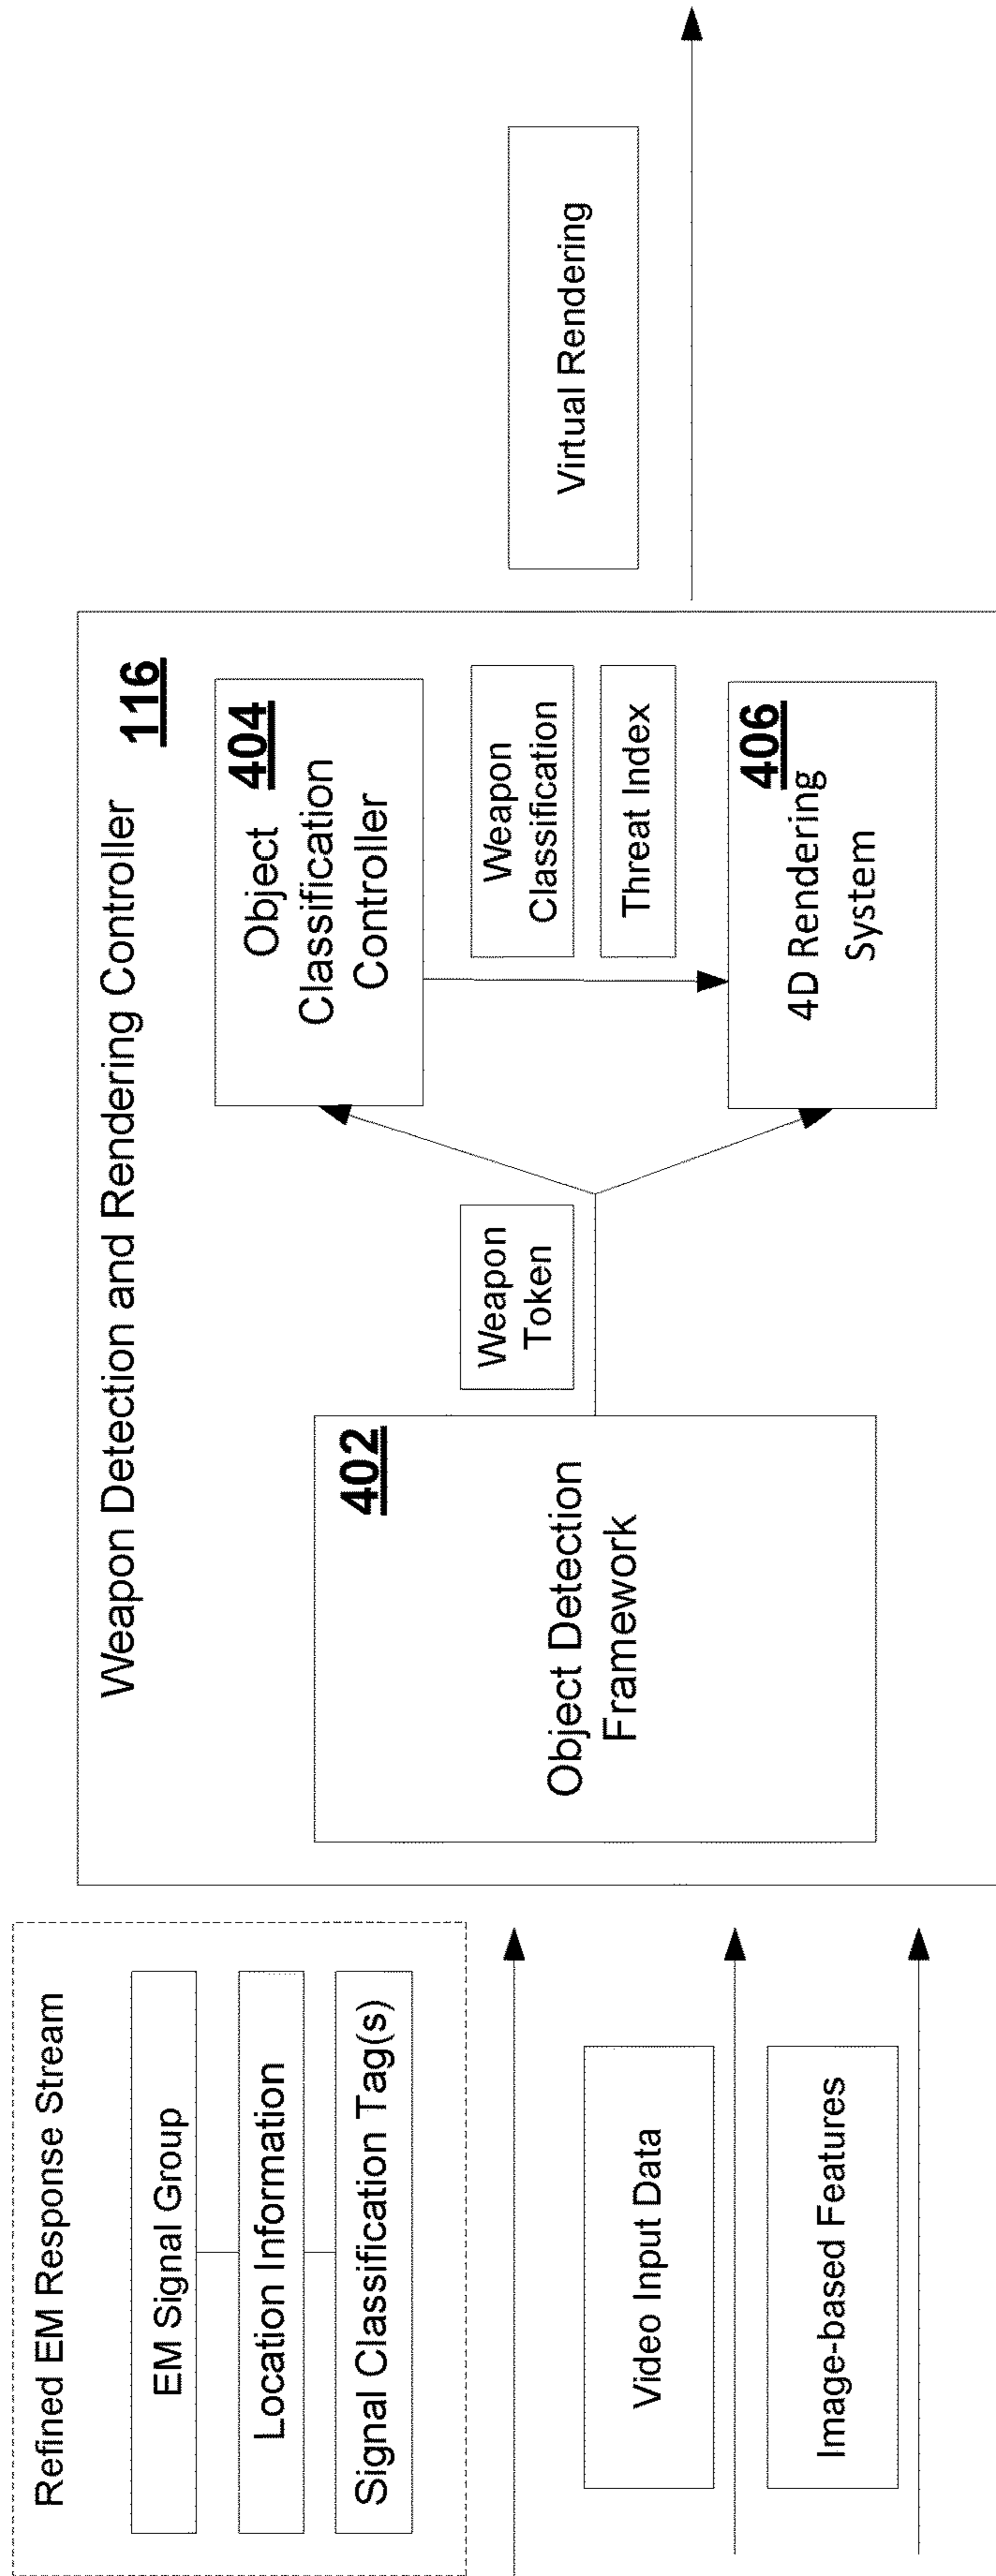 Refined EM Response Stream
EM Signal Group
Location Information
Signal Classification Tag(s)
Video Input Data
Image-based Features
Weapon Detection and Rendering Controller
116
402
Object Detection
Framework
Weapon
Token
404
Object
Classification
Controller
Weapon
Classification
Threat Index
406
4D Rendering
System
Virtual Rendering